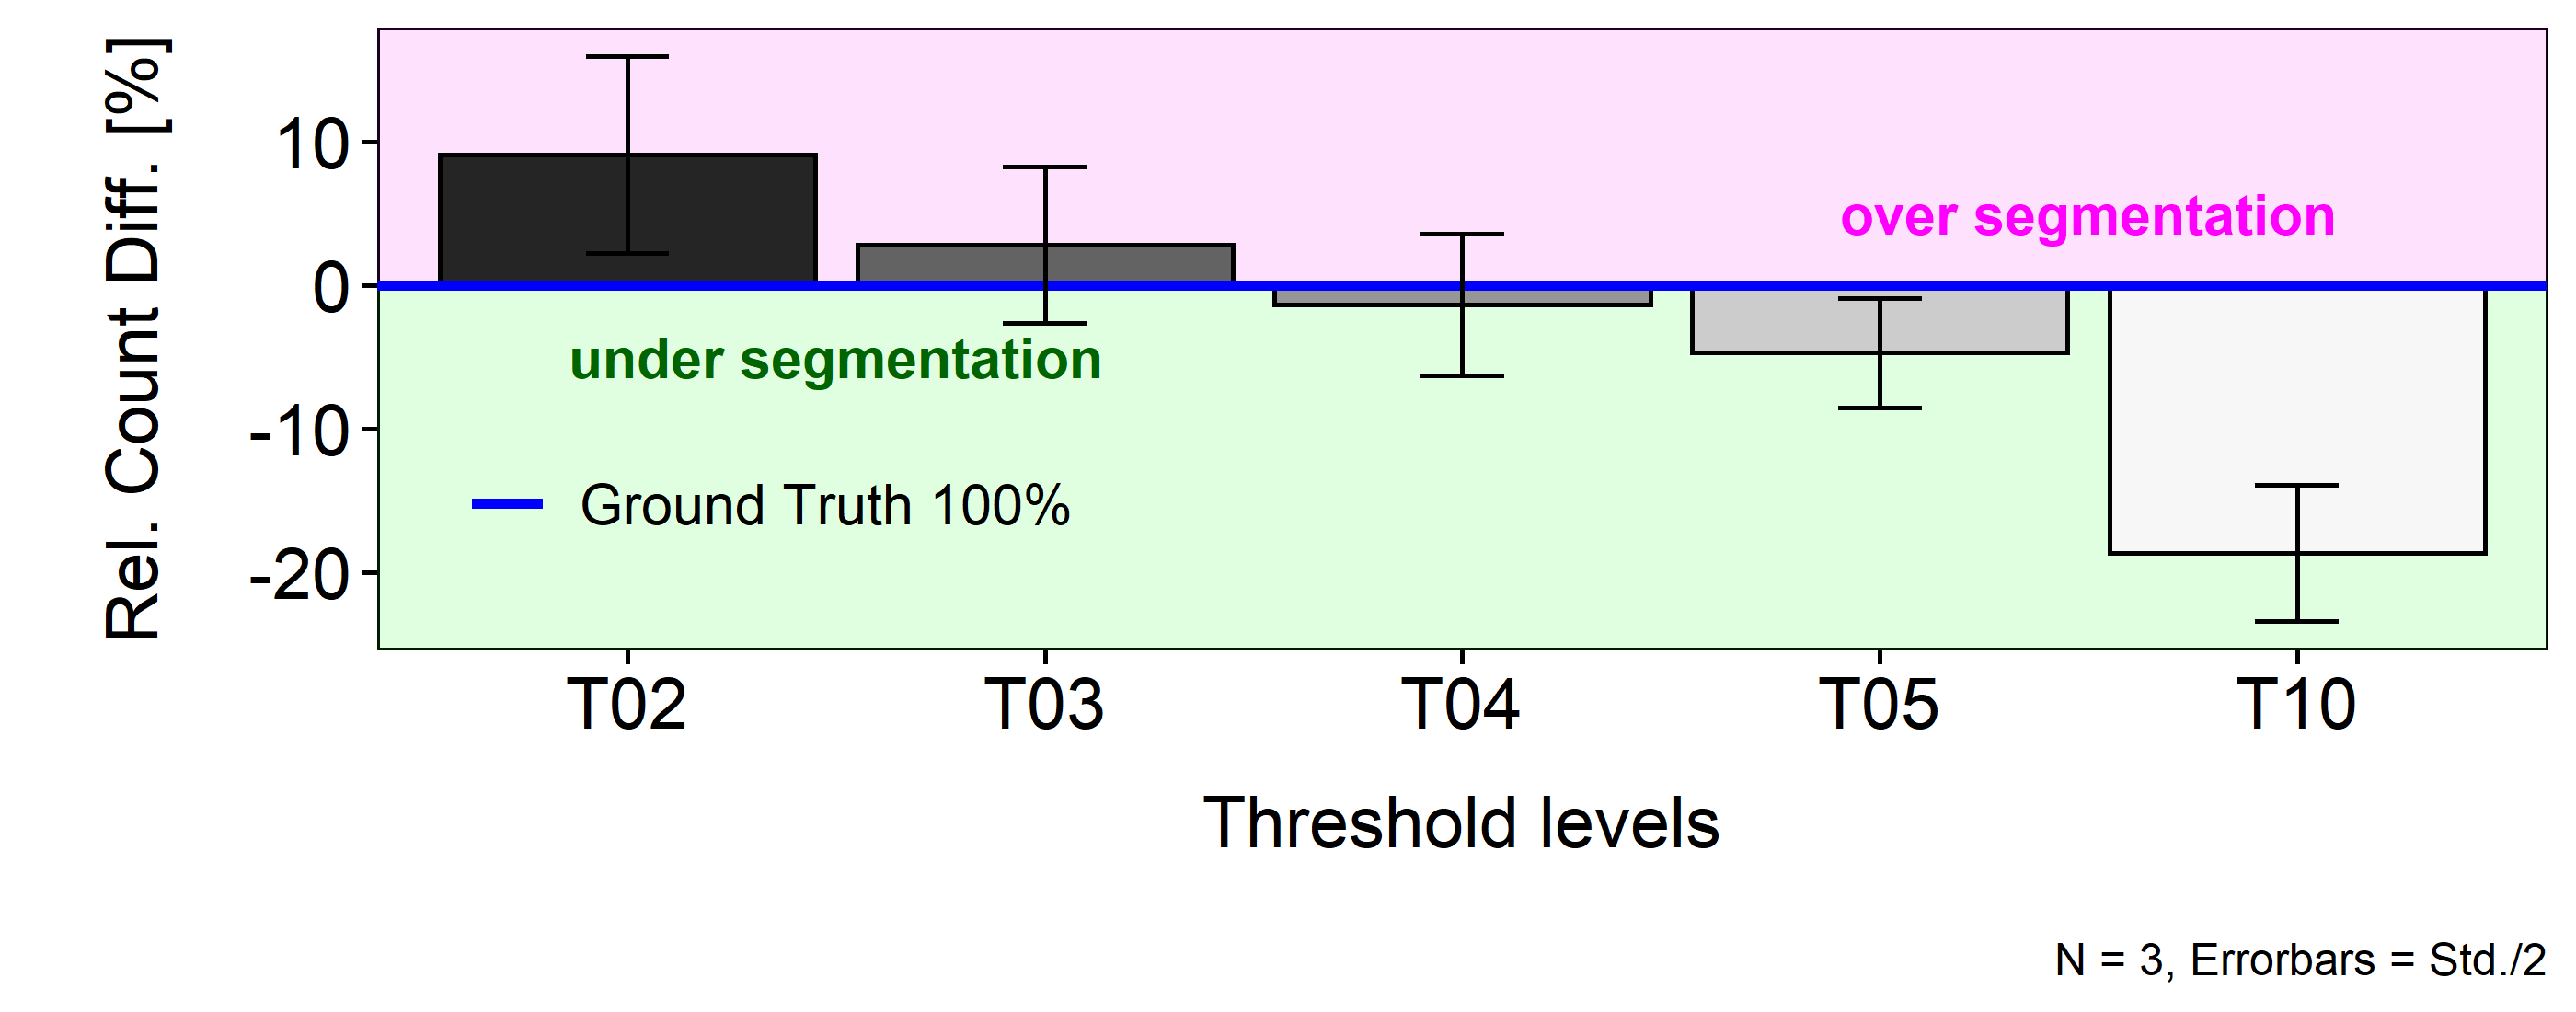 Rel. Count Diff. [%]
10
0
-10
-20
over segmentation
under segmentation
Ground Truth 100%
T02 T03 T04 T05 T10
Threshold levels
N = 3, Errorbars = Std./2